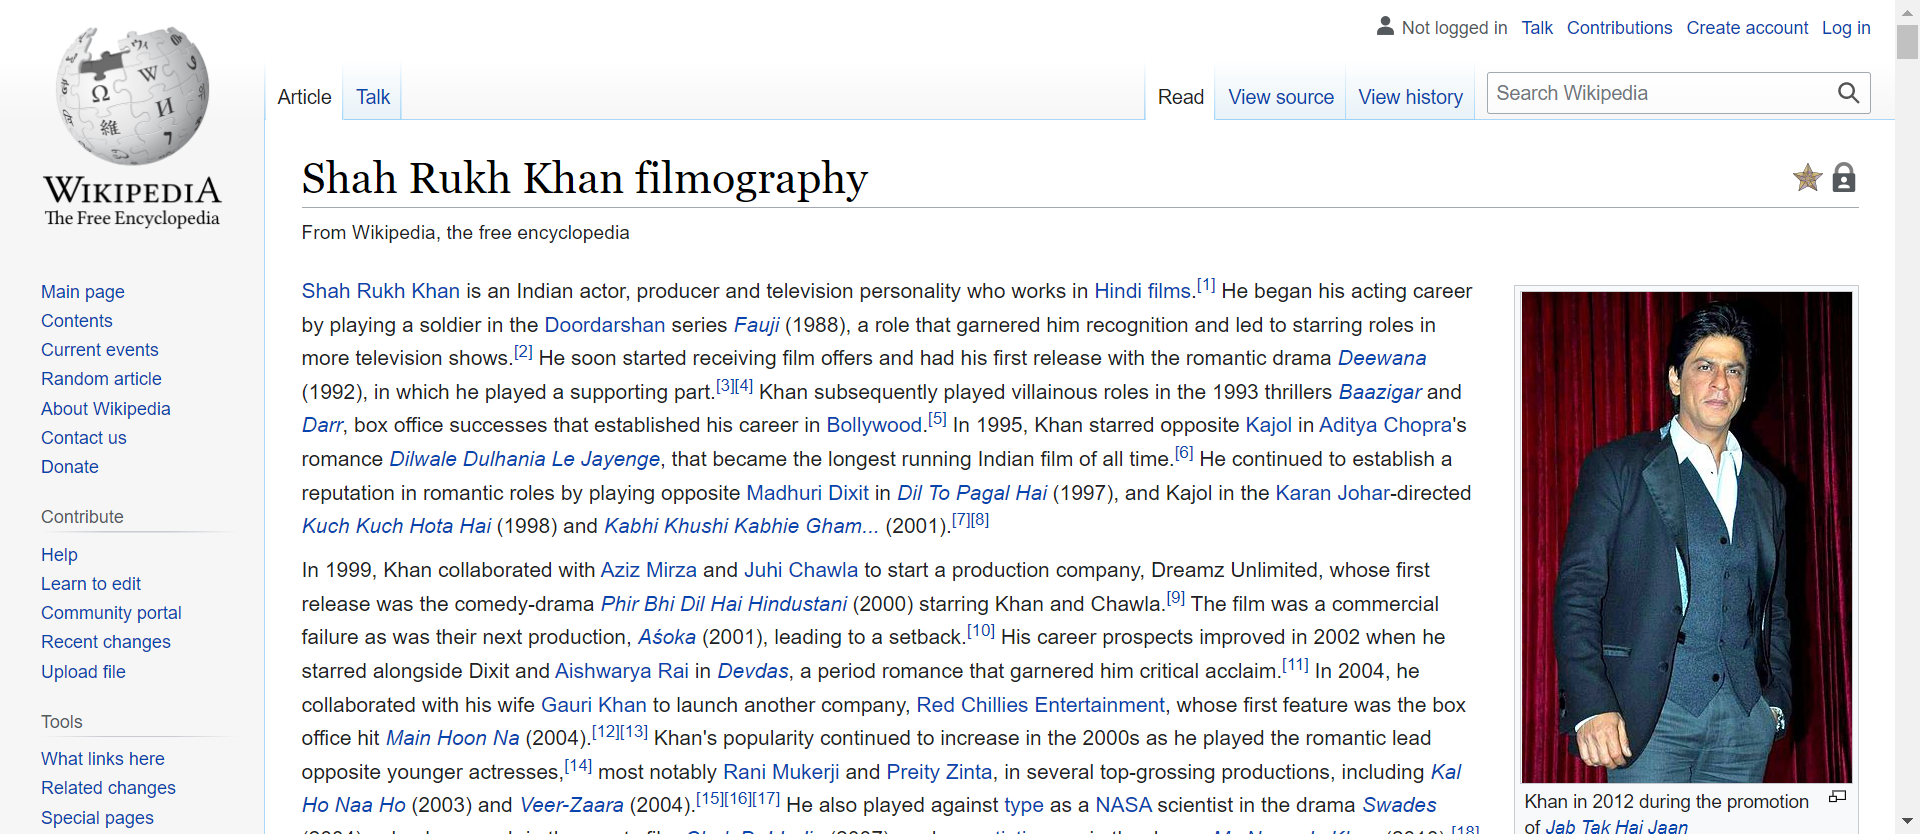 Not logged in Talk Contributions Create account Log in
Article Talk Read View source View history Search Wikipedia
WIKIPEDIA
The Free Encyclopedia
Main page
Contents
Current events
Random article
About Wikipedia
Contact us
Donate
Contribute
Help
Learn to edit
Community portal
Recent changes
Upload file
Tools
What links here
Related changes
Special pages
Shah Rukh Khan filmography
From Wikipedia, the free encyclopedia
Shah Rukh Khan is an Indian actor, producer and television personality who works in Hindi films.[1] He began his acting career
by playing a soldier in the Doordarshan series Fauji (1988), a role that garnered him recognition and led to starring roles in
more television shows.[2] He soon started receiving film offers and had his first release with the romantic drama Deewana
(1992), in which he played a supporting part.[3][4] Khan subsequently played villainous roles in the 1993 thrillers Baazigar and
Darr, box office successes that established his career in Bollywood.[5] In 1995, Khan starred opposite Kajol in Aditya Chopra's
romance Dilwale Dulhania Le Jayenge, that became the longest running Indian film of all time.[6] He continued to establish a
reputation in romantic roles by playing opposite Madhuri Dixit in Dil To Pagal Hai (1997), and Kajol in the Karan Johar-directed
Kuch Kuch Hota Hai (1998) and Kabhi Khushi Kabhie Gham... (2001).[7][8]
In 1999, Khan collaborated with Aziz Mirza and Juhi Chawla to start a production company, Dreamz Unlimited, whose first
release was the comedy-drama Phir Bhi Dil Hai Hindustani (2000) starring Khan and Chawla.[9] The film was a commercial
failure as was their next production, Aśoka (2001), leading to a setback.[10] His career prospects improved in 2002 when he
starred alongside Dixit and Aishwarya Rai in Devdas, a period romance that garnered him critical acclaim.[11] In 2004, he
collaborated with his wife Gauri Khan to launch another company, Red Chillies Entertainment, whose first feature was the box
office hit Main Hoon Na (2004).[12][13] Khan's popularity continued to increase in the 2000s as he played the romantic lead
opposite younger actresses,[14] most notably Rani Mukerji and Preity Zinta, in several top-grossing productions, including Kal
Ho Naa Ho (2003) and Veer-Zaara (2004).[15][16][17] He also played against type as a NASA scientist in the drama Swades
Khan in 2012 during the promotion
of Jab Tak Hai Jaan